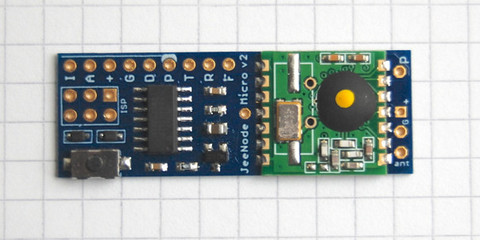 I A + G D P T R F
ISP
JeeNode Micro v2
P
+
G
ant